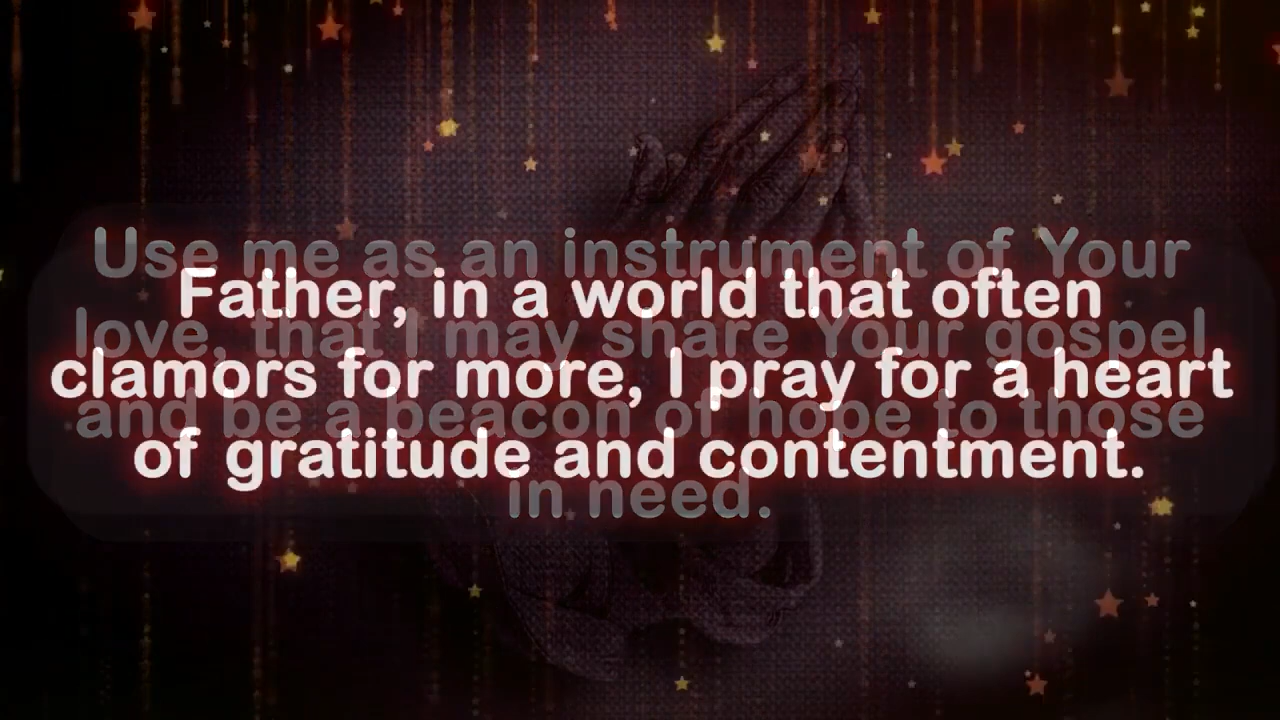 Use me as an instrument of Your
Father, in a world that often
love, that I may share Your gospel
clamors for more, I pray for a heart
and be a beacon of hope to those
of gratitude and contentment.
in need.